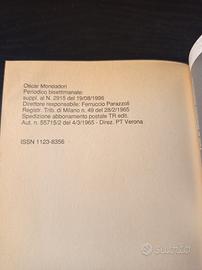 Oscar Mondadori
Periodico bisettimanale:
suppl. al N. 2915 del 19/08/1996
Direttore responsabile: Ferruccio Parazzoli
Registr. Trib. di Milano n. 49 del 28/2/1965
Spedizione abbonamento postale TR edit.
Aut. n. 55715/2 del 4/3/1965 - Direz. PT Verona
ISSN 1123-8356
subito